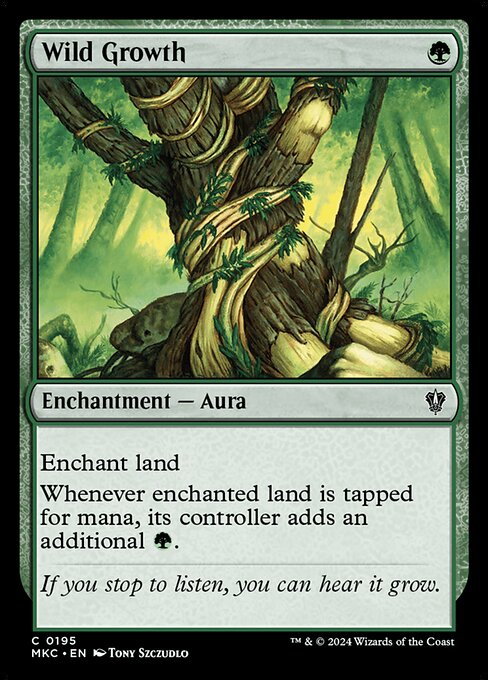 Wild Growth
Enchantment — Aura
Enchant land
Whenever enchanted land is tapped
for mana, its controller adds an
additional .
If you stop to listen, you can hear it grow.
C 0195
™ & © 2024 Wizards of the Coast
MKC • EN Tony Szczudlo